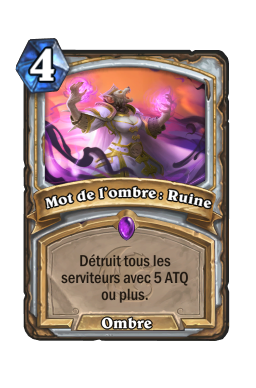 4
Mot de l'ombre : Ruine
Détruit tous les
serviteurs avec 5 ATQ
ou plus.
Ombre